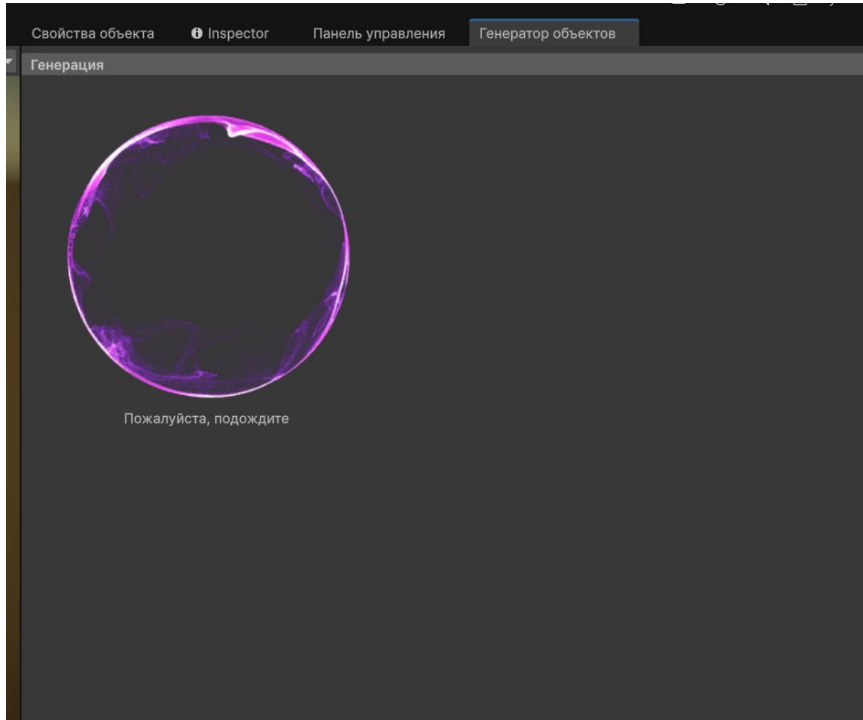 Свойства объекта
Inspector
Панель управления
Генератор объектов
Генерация
Пожалуйста, подождите